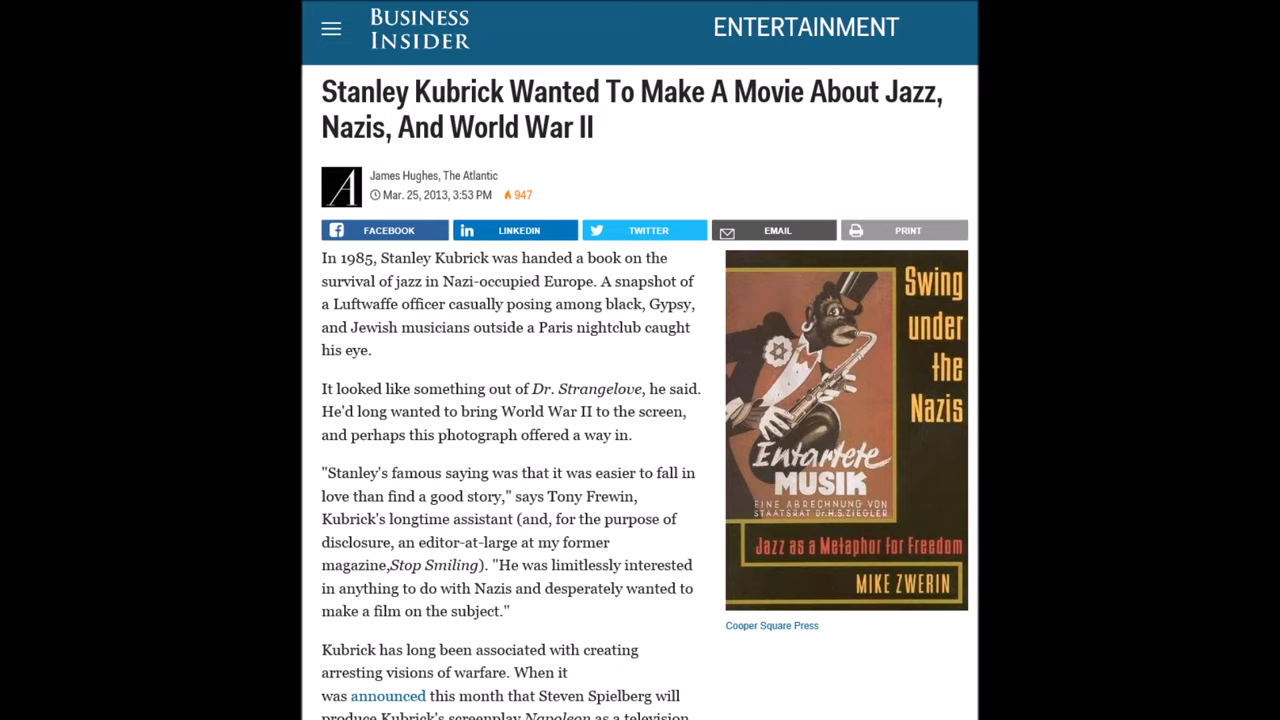 BUSINESS
INSIDER
ENTERTAINMENT
Stanley Kubrick Wanted To Make A Movie About Jazz,
Nazis, And World War II
A
James Hughes, The Atlantic
Mar. 25, 2013, 3:53 PM 947
FACEBOOK
LINKEDIN
TWITTER
EMAIL
PRINT
In 1985, Stanley Kubrick was handed a book on the
survival of jazz in Nazi-occupied Europe. A snapshot of
a Luftwaffe officer casually posing among black, Gypsy,
and Jewish musicians outside a Paris nightclub caught
his eye.
It looked like something out of Dr. Strangelove, he said.
He'd long wanted to bring World War II to the screen,
and perhaps this photograph offered a way in.
"Stanley's famous saying was that it was easier to fall in
love than find a good story," says Tony Frewin,
Kubrick's longtime assistant (and, for the purpose of
disclosure, an editor-at-large at my former
magazine,Stop Smiling). "He was limitlessly interested
in anything to do with Nazis and desperately wanted to
make a film on the subject."
Kubrick has long been associated with creating
arresting visions of warfare. When it
was announced this month that Steven Spielberg will
produce Kubrick's screenplay Napoleon as a television
Swing
under
the
Nazis
Entartete
MUSIK
EINE ABRECHNUNG VON
STAATSRAT Dr. H.S. ZIEGLER
Jazz as a Metaphor for Freedom
MIKE ZWERIN
Cooper Square Press